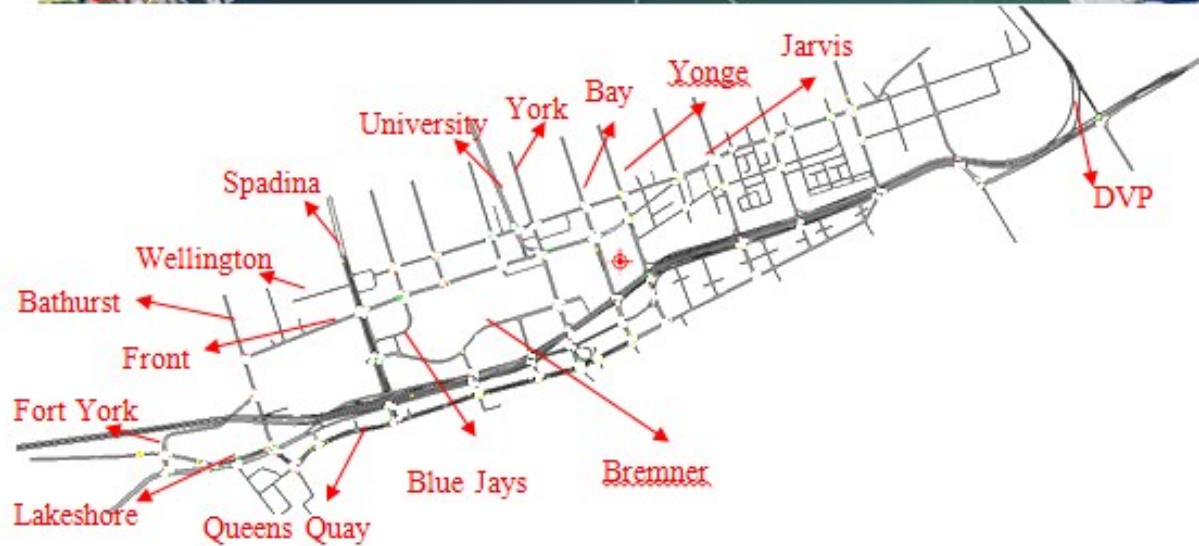 Jarvis
Yonge
Bay
York
University
Spadina
DVP
Wellington
Bathurst
Front
Fort York
Blue Jays
Bremner
Lakeshore
Queens Quay